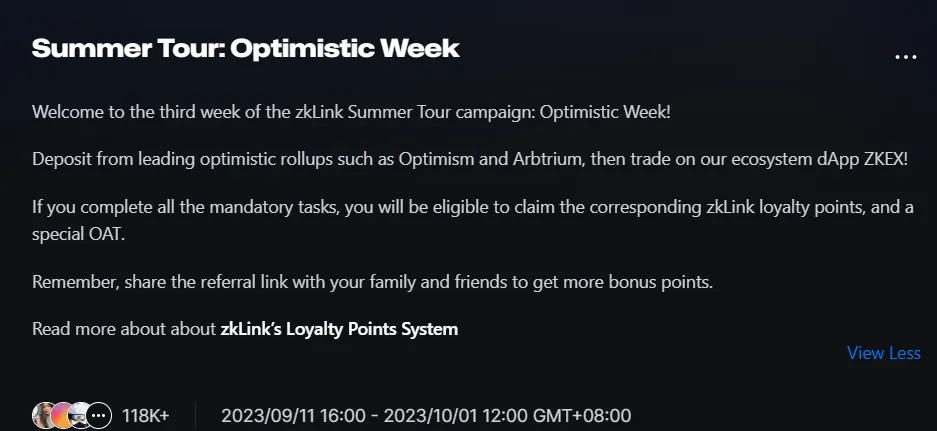 Summer Tour: Optimistic Week
...
Welcome to the third week of the zkLink Summer Tour campaign: Optimistic Week!
Deposit from leading optimistic rollups such as Optimism and Arbtrium, then trade on our ecosystem dApp ZKEX!
If you complete all the mandatory tasks, you will be eligible to claim the corresponding zkLink loyalty points, and a
special OAT.
Remember, share the referral link with your family and friends to get more bonus points.
Read more about about zkLink’s Loyalty Points System
View Less
118K+
2023/09/11 16:00 - 2023/10/01 12:00 GMT+08:00